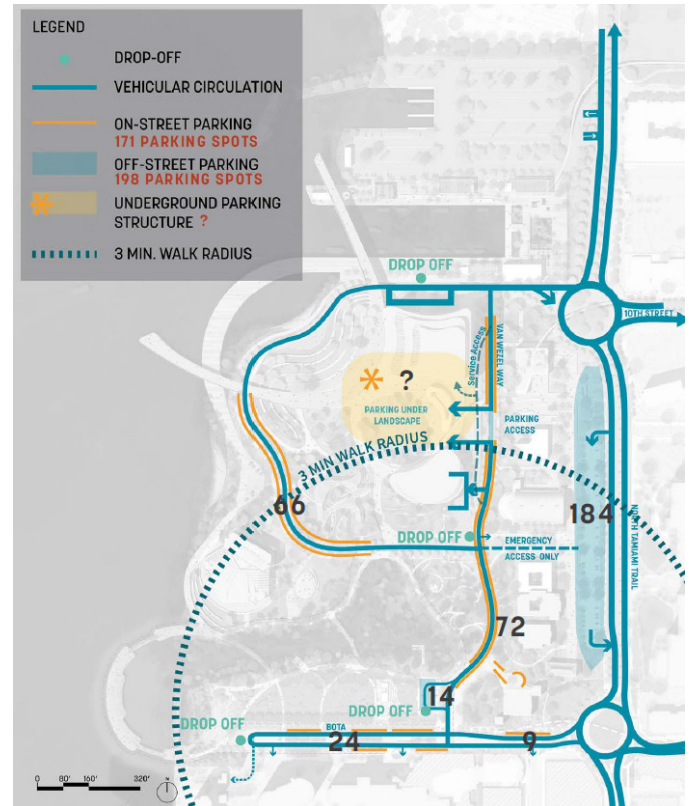 LEGEND
DROP-OFF
VEHICULAR CIRCULATION
ON-STREET PARKING
171 PARKING SPOTS
OFF-STREET PARKING
198 PARKING SPOTS
UNDERGROUND PARKING
STRUCTURE ?
3 MIN. WALK RADIUS
DROP OFF
10TH STREET
VAN WEZEL WAY
Service Access
?
PARKING UNDER
LANDSCAPE
PARKING
ACCESS
3 MIN WALK RADIUS
66
184
NORTH TAMIAMI TRAIL
DROP OFF
EMERGENCY
ACCESS ONLY
72
14
DROP OFF
DROP OFF
BOTA
24
9
0 80' 160' 320'
N